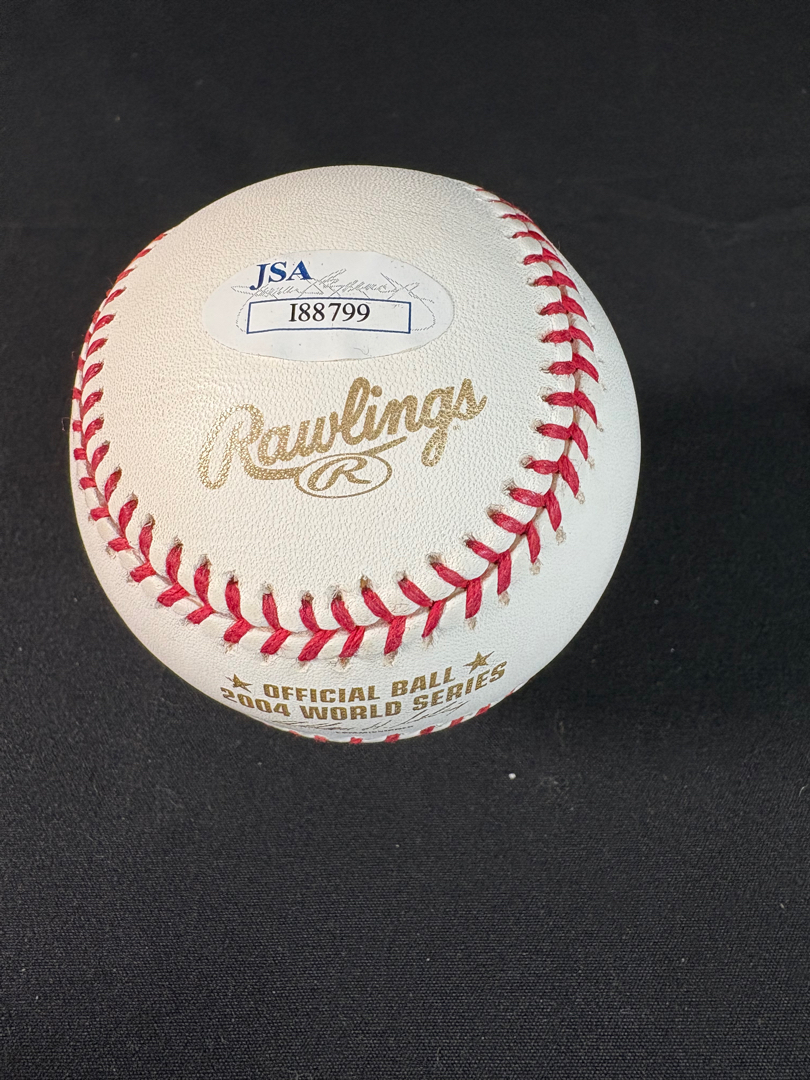 JSA
I88799
Rawlings
R
OFFICIAL BALL
2004 WORLD SERIES